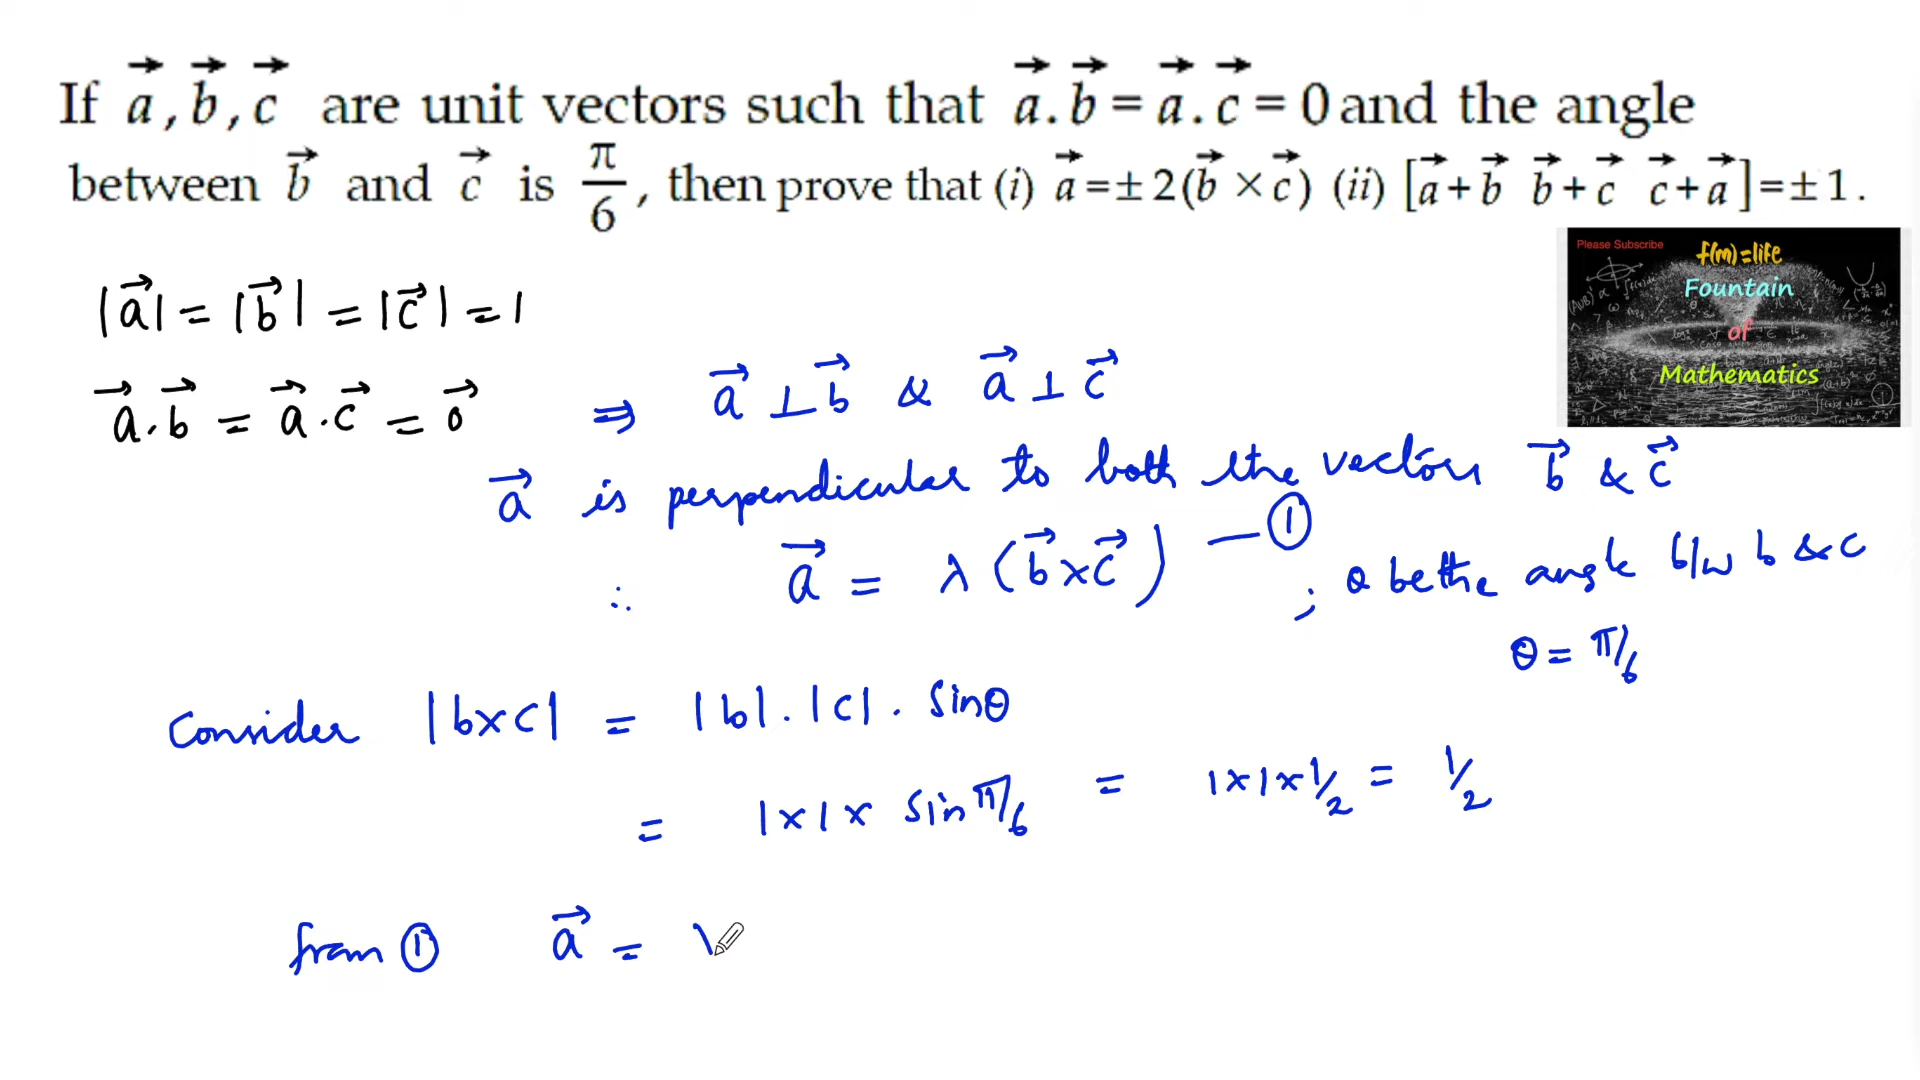 If a⃗, b⃗, c⃗ are unit vectors such that a⃗.b⃗ = a⃗.c⃗ = 0 and the angle
between b⃗ and c⃗ is π/6, then prove that (i) a⃗ = ± 2(b⃗ × c⃗) (ii) [a⃗ + b⃗ b⃗ + c⃗ c⃗ + a⃗] = ± 1.
Please Subscribe
f(m)=life
Fountain
of
Mathematics
|a⃗| = |b⃗| = |c⃗| = 1
a⃗.b⃗ = a⃗.c⃗ = 0⃗ ⇒ a⃗ ⊥ b⃗ & a⃗ ⊥ c⃗
a⃗ is perpendicular to both the vectors b⃗ & c⃗
∴ a⃗ = λ (b⃗ × c⃗) — ① ; θ be the angle b/w b & c
θ = π/6
Consider |b×c| = |b|.|c|. sinθ
= 1×1× sin π/6 = 1×1×1/2 = 1/2
from ① a⃗ =